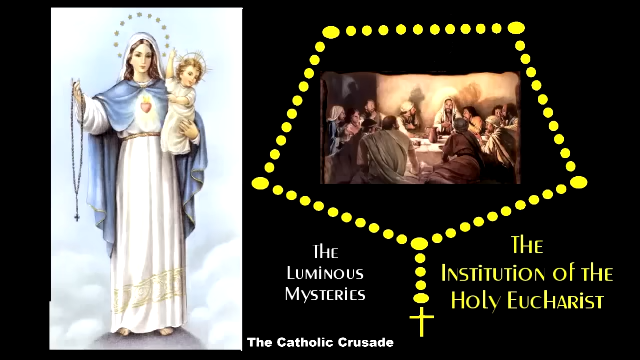 The
Luminous
Mysteries
The
Institution of the
Holy Eucharist
The Catholic Crusade